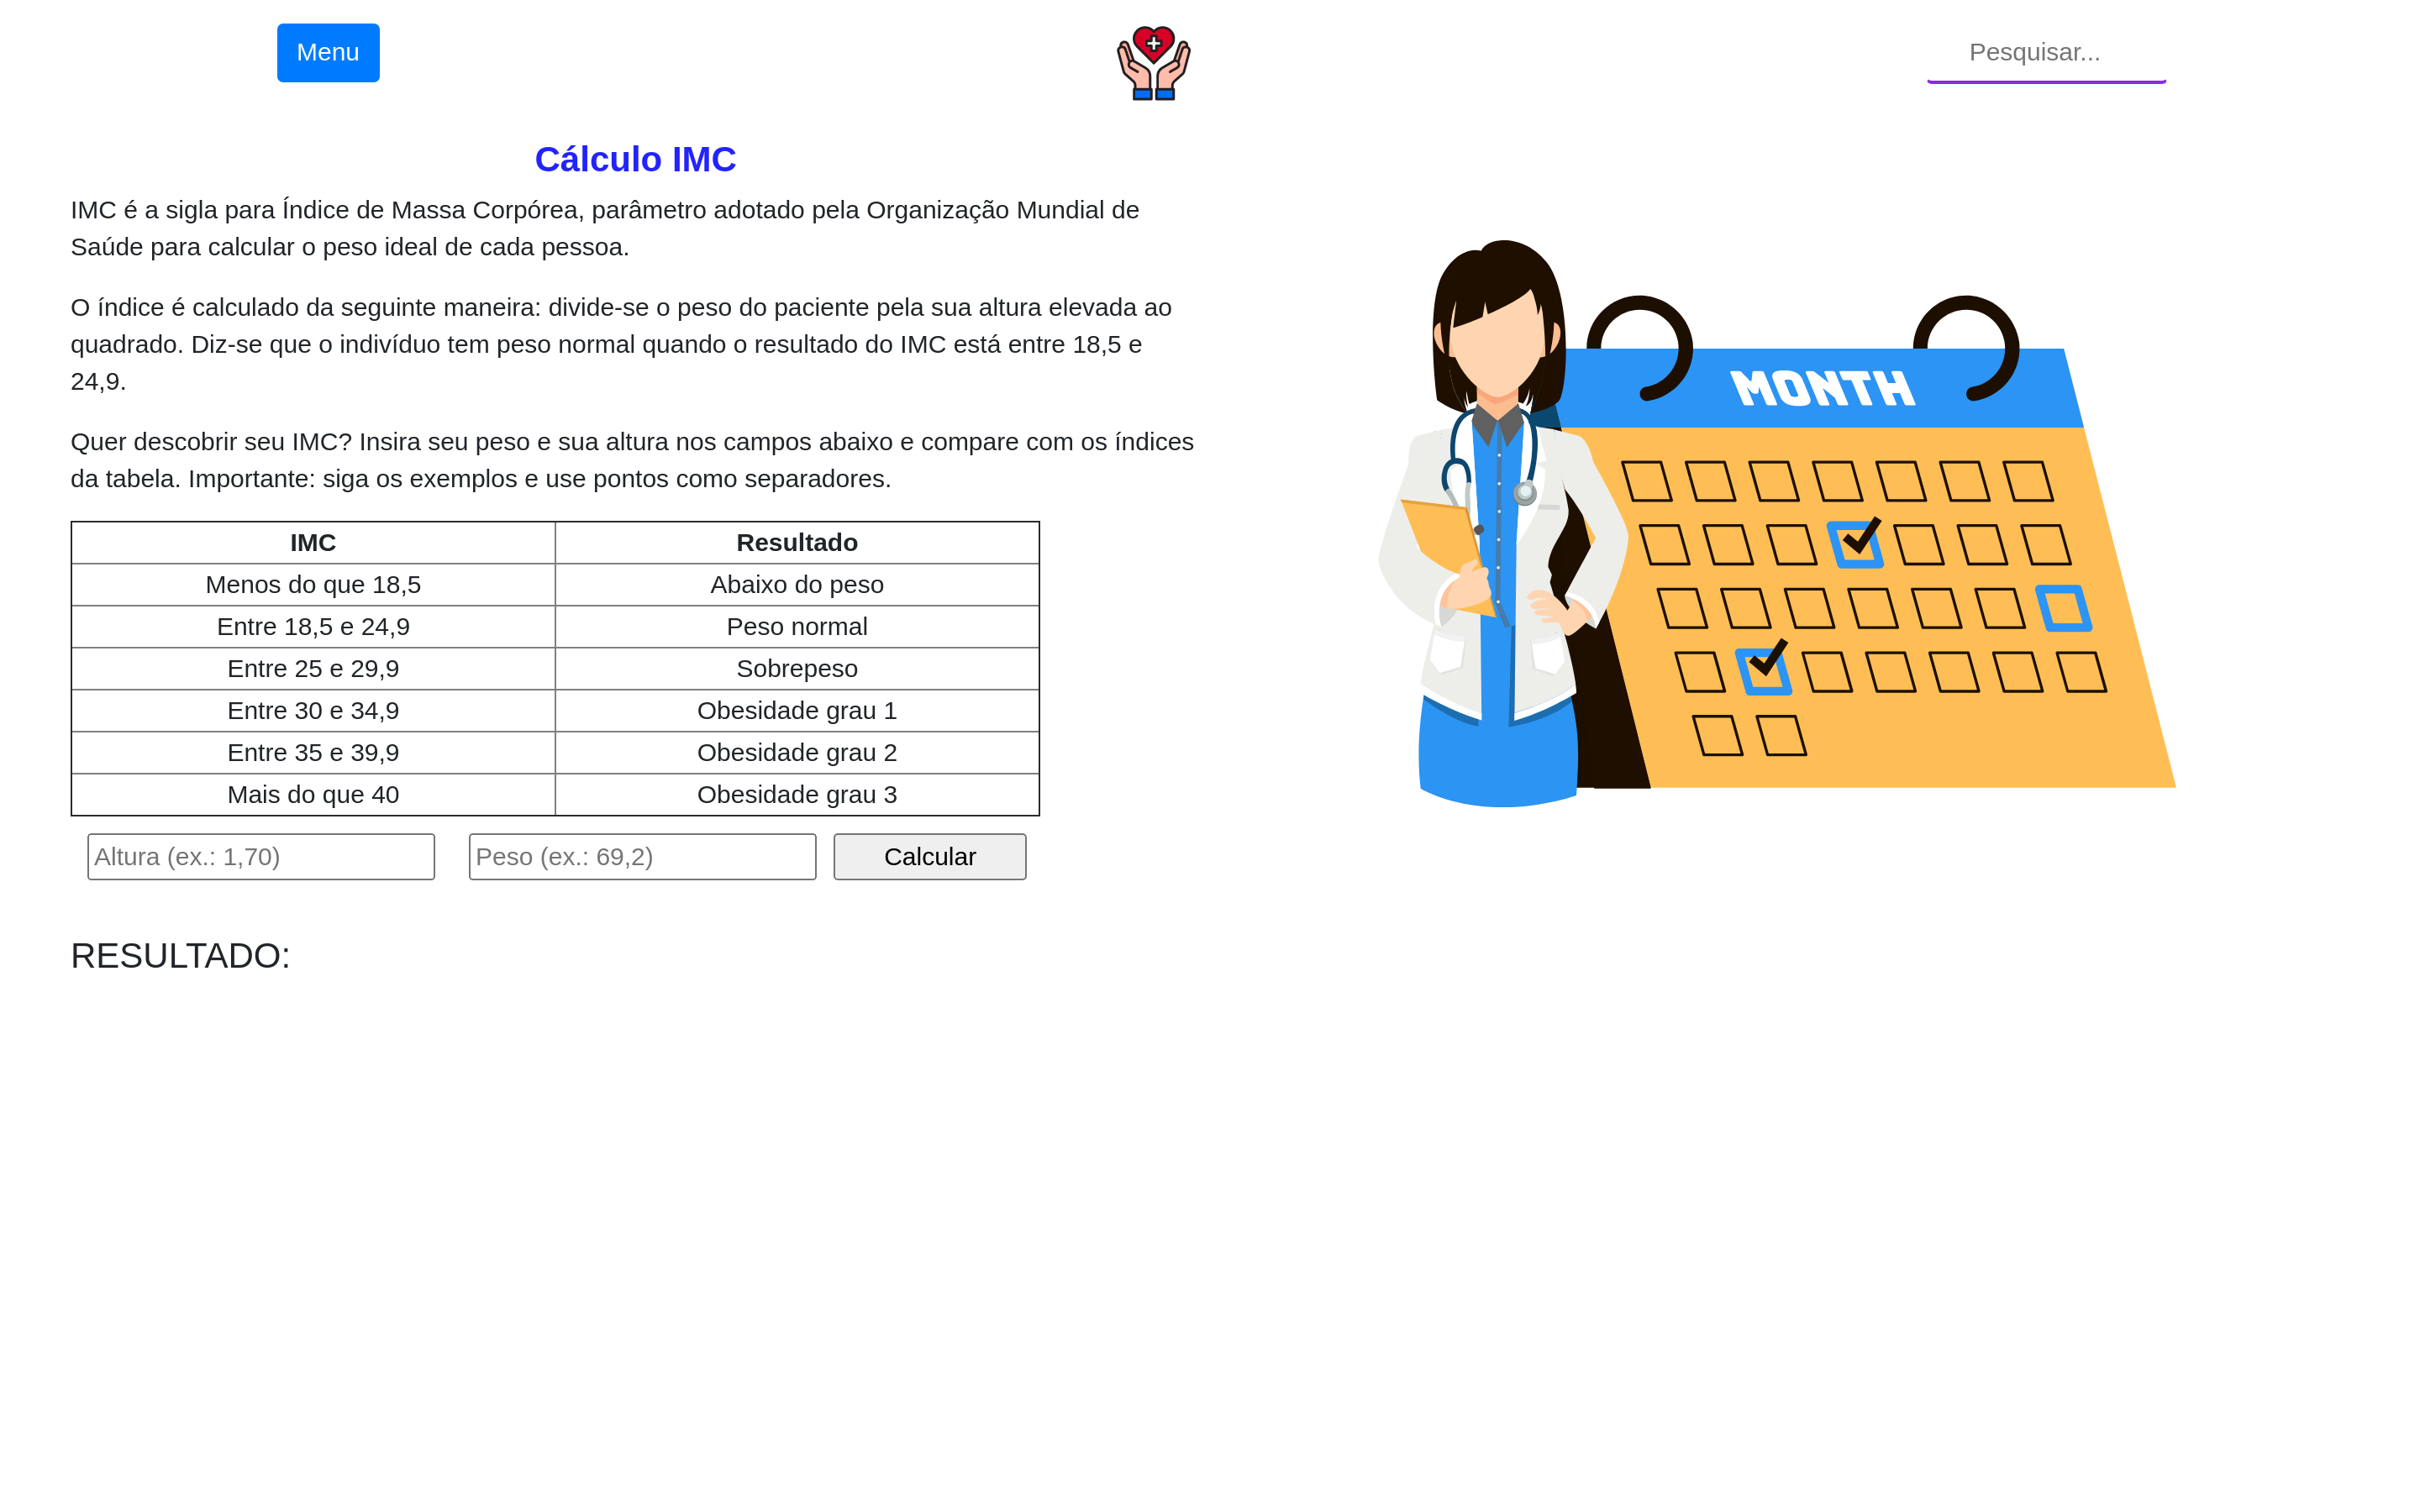 Menu
Pesquisar...
Cálculo IMC
IMC é a sigla para Índice de Massa Corpórea, parâmetro adotado pela Organização Mundial de
Saúde para calcular o peso ideal de cada pessoa.
O índice é calculado da seguinte maneira: divide-se o peso do paciente pela sua altura elevada ao
quadrado. Diz-se que o indivíduo tem peso normal quando o resultado do IMC está entre 18,5 e
24,9.
Quer descobrir seu IMC? Insira seu peso e sua altura nos campos abaixo e compare com os índices
da tabela. Importante: siga os exemplos e use pontos como separadores.
IMC Resultado
Menos do que 18,5 Abaixo do peso
Entre 18,5 e 24,9 Peso normal
Entre 25 e 29,9 Sobrepeso
Entre 30 e 34,9 Obesidade grau 1
Entre 35 e 39,9 Obesidade grau 2
Mais do que 40 Obesidade grau 3
Altura (ex.: 1,70) Peso (ex.: 69,2) Calcular
RESULTADO:
MONTH